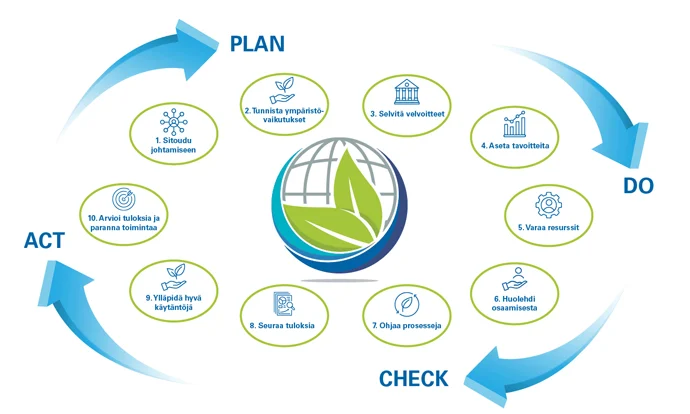 PLAN
1. Sitoudu
johtamiseen
2. Tunnista ympäristö-
vaikutukset
3. Selvitä velvoitteet
4. Aseta tavoitteita
DO
5. Varaa resurssit
6. Huolehdi
osaamisesta
CHECK
7. Ohjaa prosesseja
8. Seuraa tuloksia
9. Ylläpidä hyvä
käytäntöjä
ACT
10. Arvioi tuloksia ja
paranna toimintaa